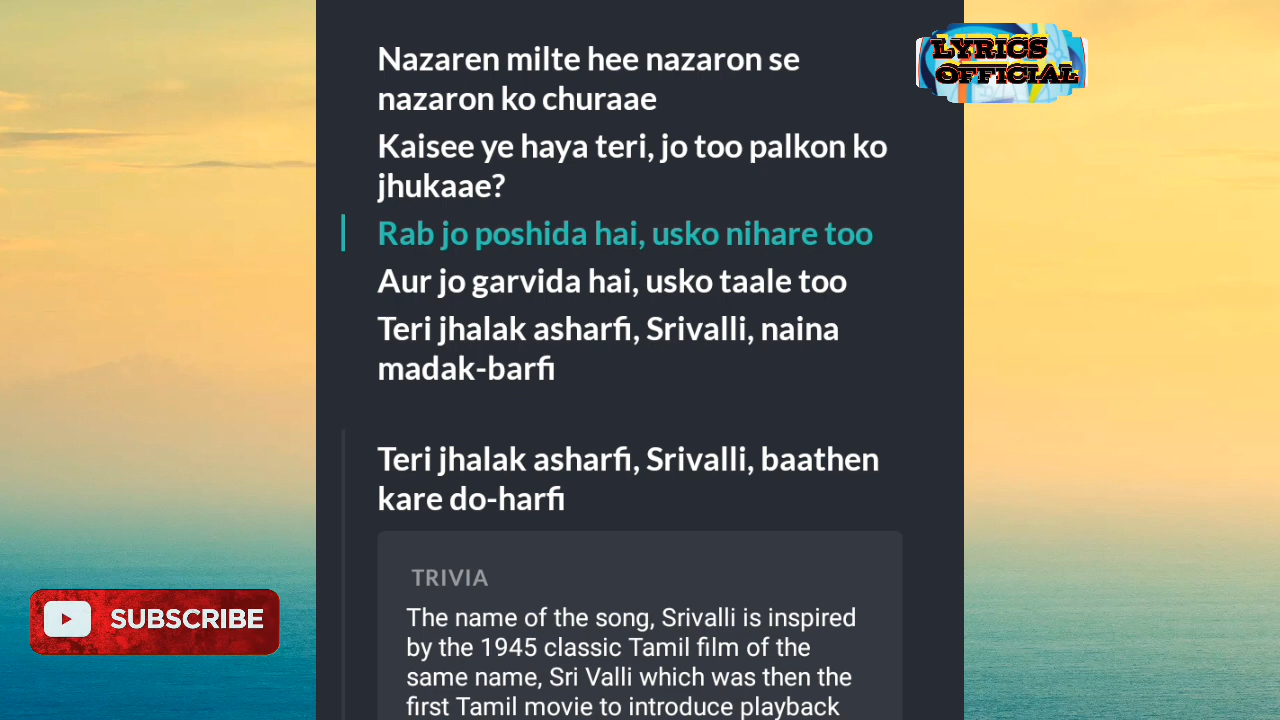 Nazaren milte hee nazaron se
nazaron ko churaae
Kaisee ye haya teri, jo too palkon ko
jhukaae?
Rab jo poshida hai, usko nihare too
Aur jo garvida hai, usko taale too
Teri jhalak asharfi, Srivalli, naina
madak-barfi
Teri jhalak asharfi, Srivalli, baathen
kare do-harfi
TRIVIA
The name of the song, Srivalli is inspired
by the 1945 classic Tamil film of the
same name, Sri Valli which was then the
first Tamil movie to introduce playback
LYRICS
OFFICIAL
SUBSCRIBE